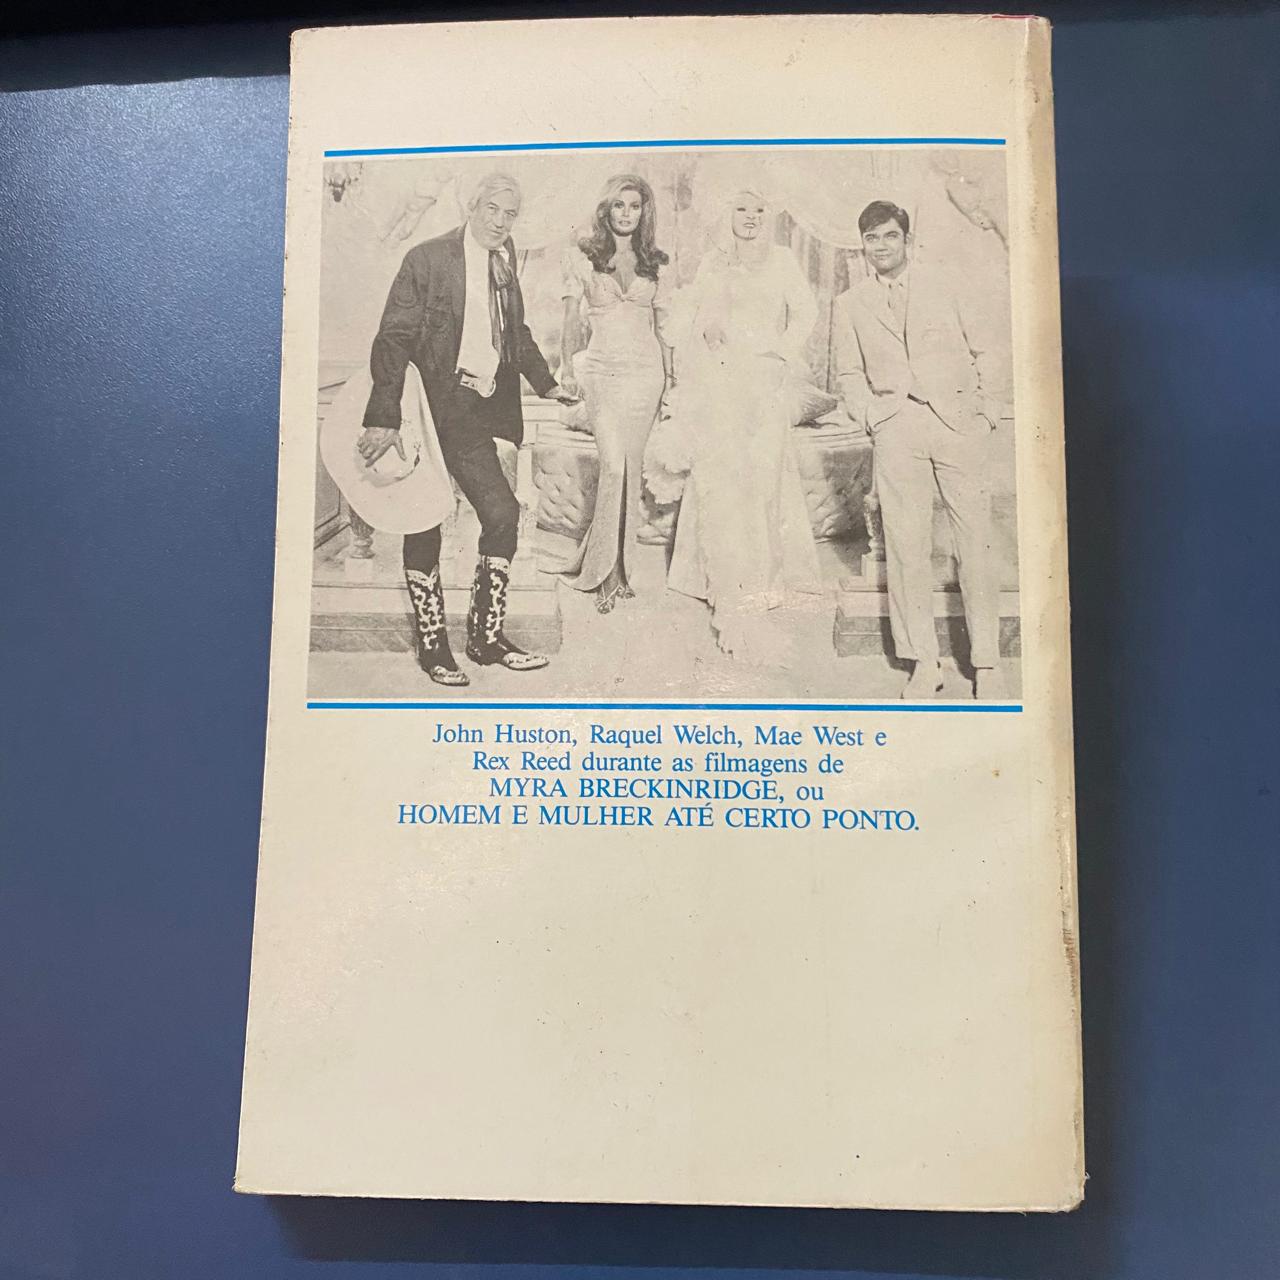 John Huston, Raquel Welch, Mae West e
Rex Reed durante as filmagens de
MYRA BRECKINRIDGE, ou
HOMEM E MULHER ATÉ CERTO PONTO.